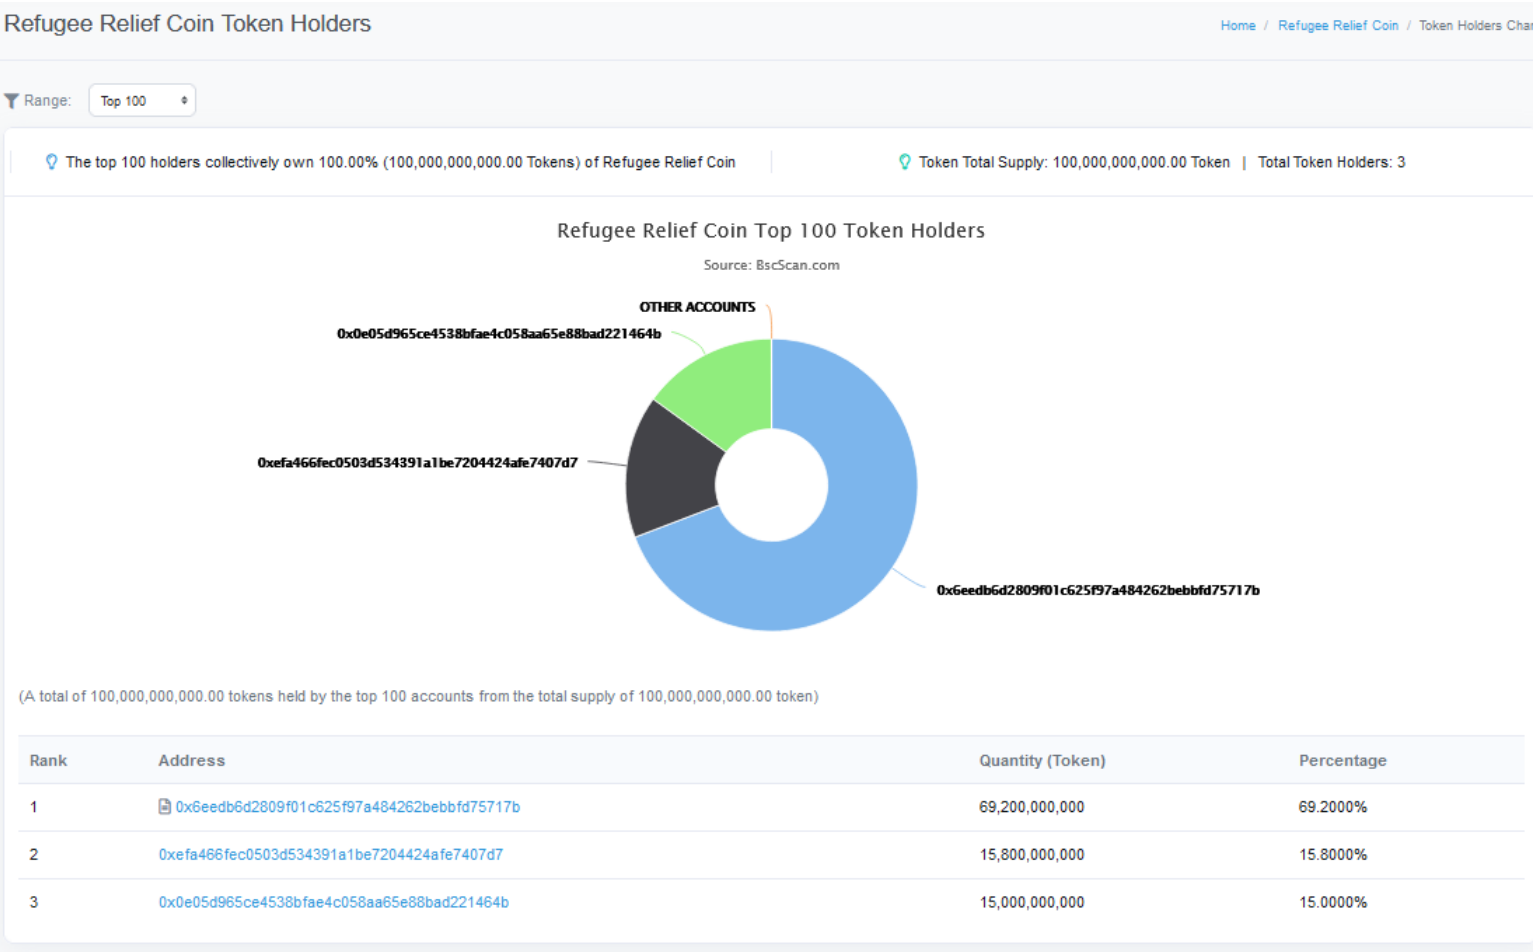 Refugee Relief Coin Token Holders
Home / Refugee Relief Coin / Token Holders Char
Range: Top 100
The top 100 holders collectively own 100.00% (100,000,000,000.00 Tokens) of Refugee Relief Coin
Token Total Supply: 100,000,000,000.00 Token | Total Token Holders: 3
Refugee Relief Coin Top 100 Token Holders
Source: BscScan.com
OTHER ACCOUNTS
0x0e05d965ce4538bfae4c058aa65e88bad221464b
0xefa466fec0503d534391a1be7204424afe7407d7
0x6eedb6d2809f01c625f97a484262bebbfd75717b
(A total of 100,000,000,000.00 tokens held by the top 100 accounts from the total supply of 100,000,000,000.00 token)
Rank Address Quantity (Token) Percentage
1 0x6eedb6d2809f01c625f97a484262bebbfd75717b 69,200,000,000 69.2000%
2 0xefa466fec0503d534391a1be7204424afe7407d7 15,800,000,000 15.8000%
3 0x0e05d965ce4538bfae4c058aa65e88bad221464b 15,000,000,000 15.0000%